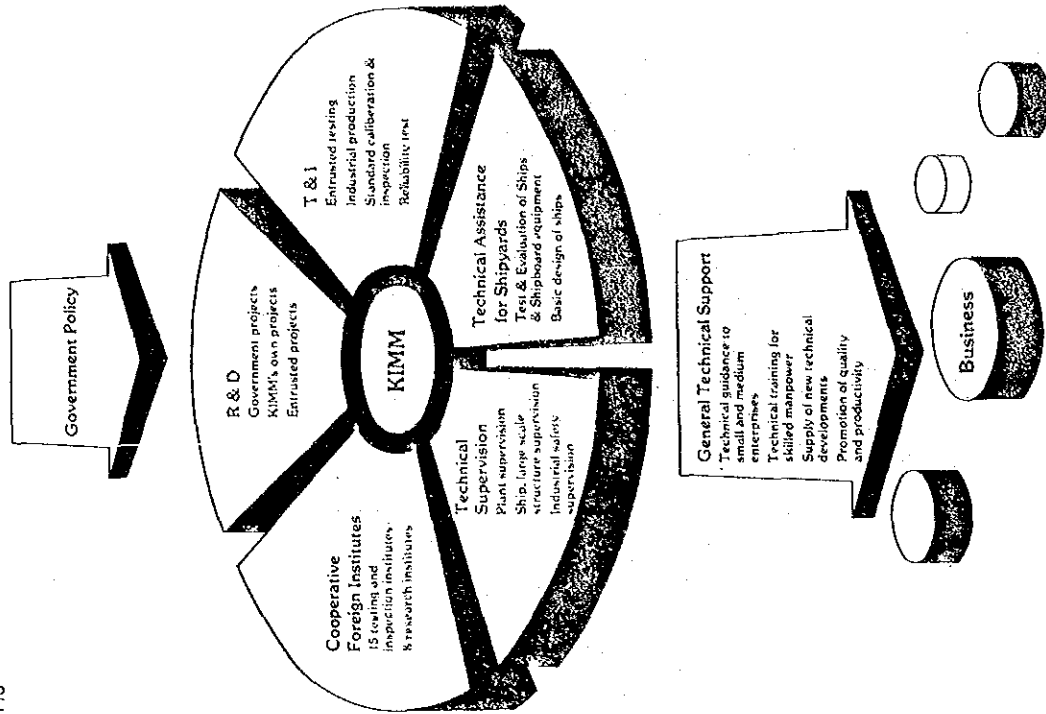 Government Policy
R & D
Government projects
KIMM's own projects
Entrusted projects
T & I
Entrusted testing
Industrial production
Standard caliberation &
inspection
Reliability test
Cooperative
Foreign Institutes
15 testing and
inspection institutes
8 research institutes
KIMM
Technical
Supervision
Plant supervision
Ship, large scale
structure supervision
Industrial safety
supervision
Technical Assistance
for Shipyards
Test & Evaluation of Ships
& Shipboard equipment
Basic design of ships
General Technical Support
Technical guidance to
small and medium
enterprises
Technical training for
skilled manpower
Supply of new technical
developments
Promotion of quality
and productivity
Business